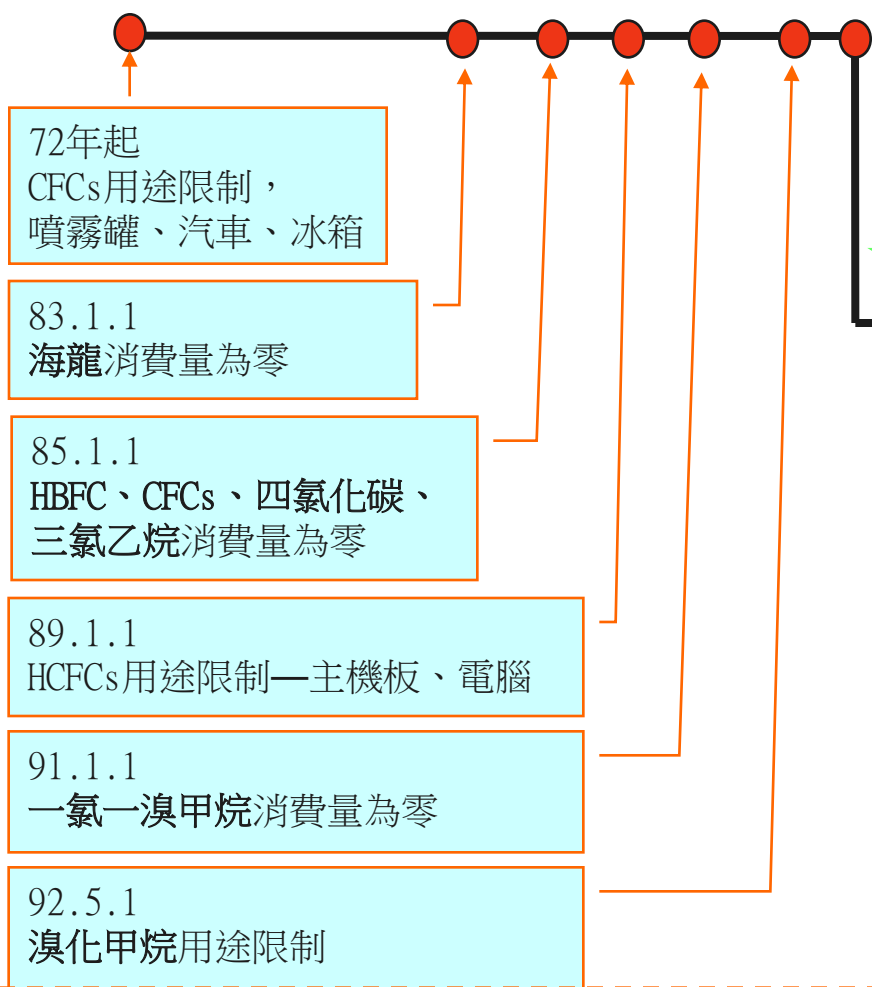 72年起
CFCs用途限制，
噴霧罐、汽車、冰箱
83.1.1
海龍消費量為零
85.1.1
HBFC、CFCs、四氯化碳、
三氯乙烷消費量為零
89.1.1
HCFCs用途限制—主機板、電腦
91.1.1
一氯一溴甲烷消費量為零
92.5.1
溴化甲烷用途限制